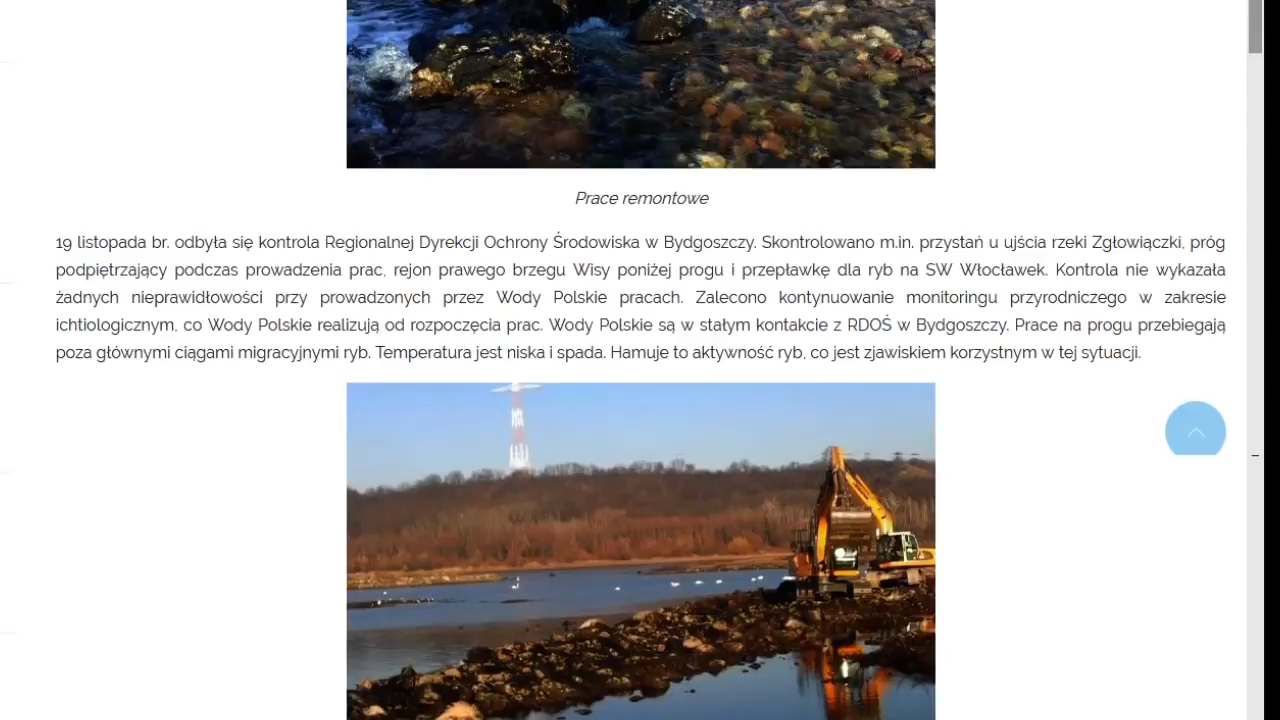 Prace remontowe
19 listopada br. odbyła się kontrola Regionalnej Dyrekcji Ochrony Środowiska w Bydgoszczy. Skontrolowano m.in. przystań u ujścia rzeki Zgłowiączki, próg
podpiętrzający podczas prowadzenia prac, rejon prawego brzegu Wisy poniżej progu i przepławkę dla ryb na SW Włocławek. Kontrola nie wykazała
żadnych nieprawidłowości przy prowadzonych przez Wody Polskie pracach. Zalecono kontynuowanie monitoringu przyrodniczego w zakresie
ichtiologicznym, co Wody Polskie realizują od rozpoczęcia prac. Wody Polskie są w stałym kontakcie z RDOŚ w Bydgoszczy. Prace na progu przebiegają
poza głównymi ciągami migracyjnymi ryb. Temperatura jest niska i spada. Hamuje to aktywność ryb, co jest zjawiskiem korzystnym w tej sytuacji.